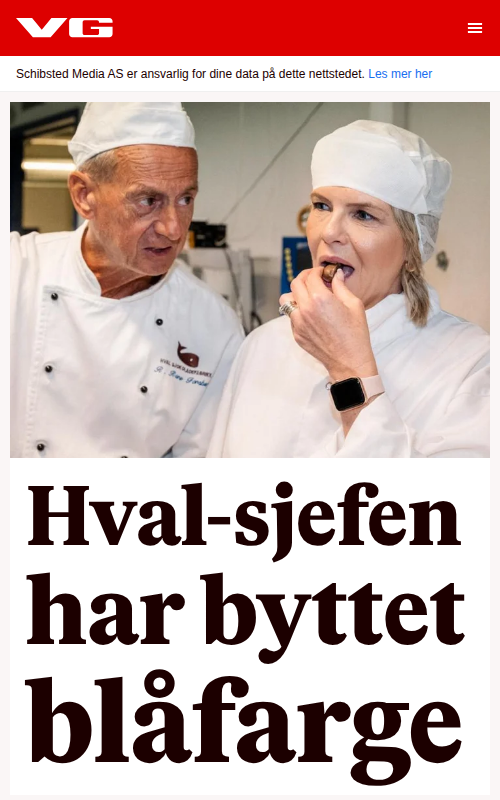 VG
Schibsted Media AS er ansvarlig for dine data på dette nettstedet. Les mer her
Hval-sjefen
har byttet
blåfarge